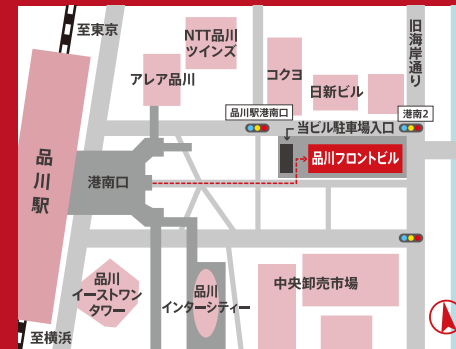 至東京
NTT品川
ツインズ
旧海岸通り
アレア品川
コクヨ
日新ビル
品川駅港南口
港南2
当ビル駐車場入口
品川フロントビル
品川駅
港南口
品川
イーストワン
タワー
品川
インターシティー
中央卸売市場
至横浜